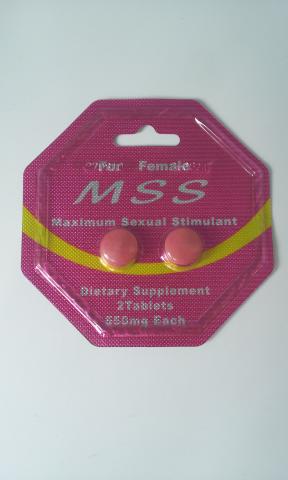 For Female
MSS
Maximum Sexual Stimulant
Dietary Supplement
2Tablets
550mg Each